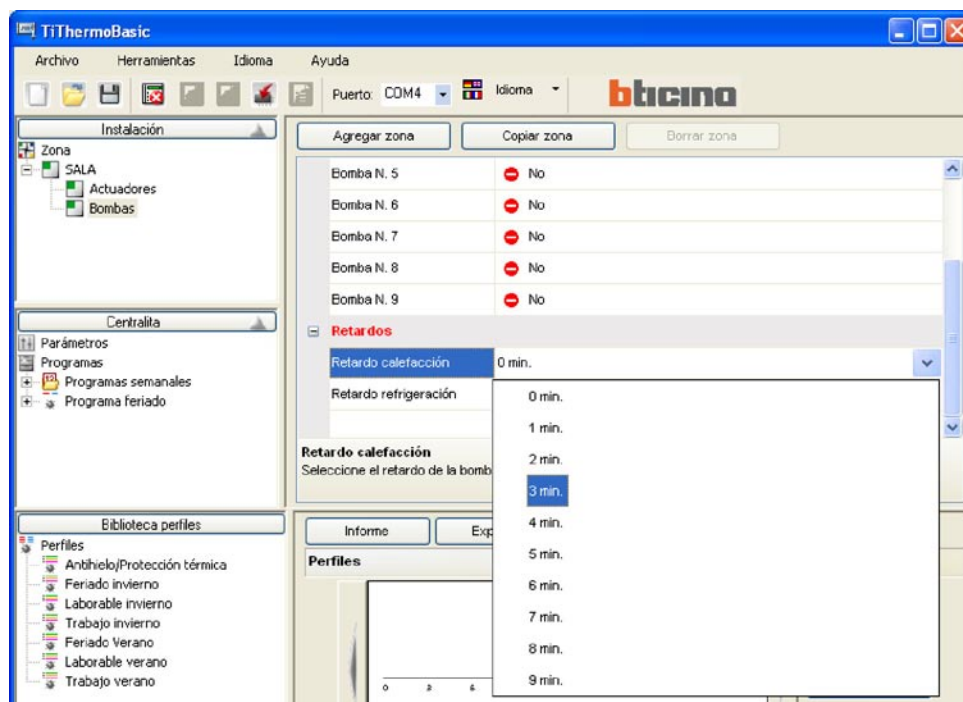 TiThermoBasic
Archivo Herramientas Idioma Ayuda
Puerto: COM4 Idioma bticino
Instalación
Zona
SALA
Actuadores
Bombas
Centralita
Parámetros
Programas
Programas semanales
Programa feriado
Biblioteca perfiles
Perfiles
Antihielo/Protección térmica
Feriado invierno
Laborable invierno
Trabajo invierno
Feriado Verano
Laborable verano
Trabajo verano
Agregar zona Copiar zona Borrar zona
Bomba N. 5 No
Bomba N. 6 No
Bomba N. 7 No
Bomba N. 8 No
Bomba N. 9 No
Retardos
Retardo calefacción 0 min.
Retardo refrigeración
0 min.
1 min.
2 min.
3 min.
4 min.
5 min.
6 min.
7 min.
8 min.
9 min.
Retardo calefacción
Seleccione el retardo de la bomb
Informe Exp
Perfiles
0 3 6